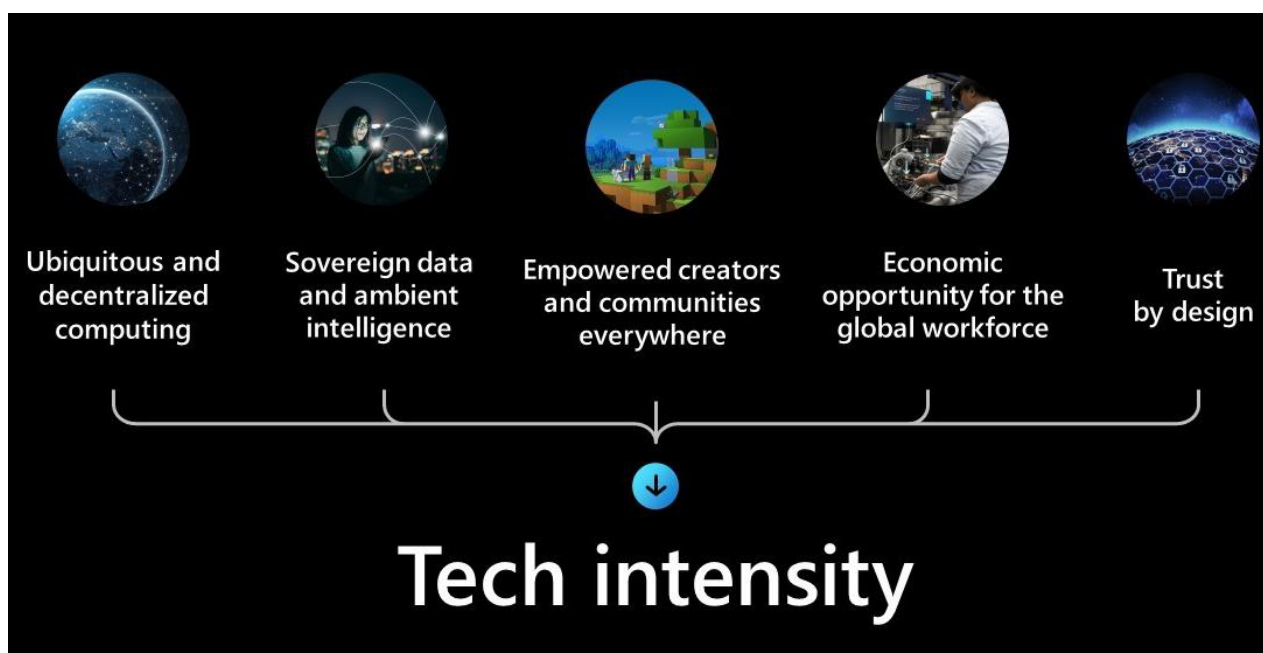 Ubiquitous and
decentralized
computing
Sovereign data
and ambient
intelligence
Empowered creators
and communities
everywhere
Economic
opportunity for the
global workforce
Trust
by design
Tech intensity